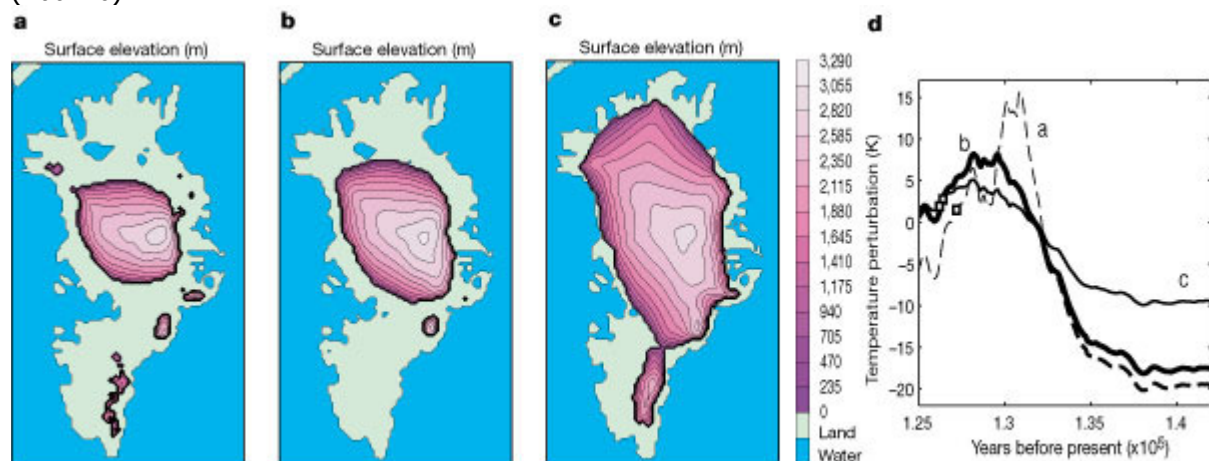 a
b
c
d
Surface elevation (m)
Surface elevation (m)
Surface elevation (m)
3,290
3,055
2,820
2,585
2,350
2,115
1,880
1,645
1,410
1,175
940
705
470
235
0
Land
Water
Temperature perturbation (K)
15
10
5
0
−5
−10
−15
−20
a
b
c
1.25
1.3
1.35
1.4
Years before present (x10⁵)